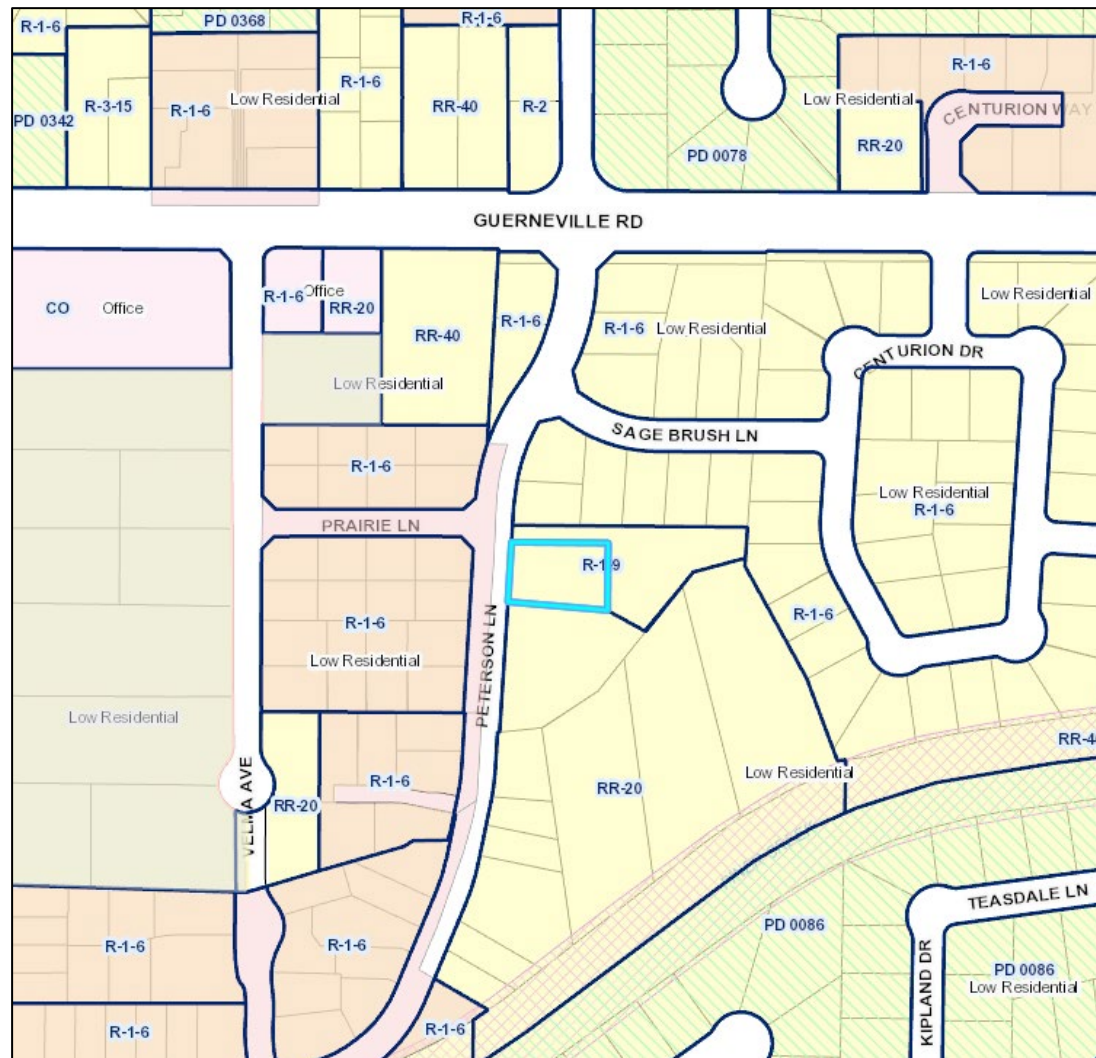 R-1-6
PD 0368
R-1-6
R-3-15
R-1-6
Low Residential
R-1-6
RR-40
R-2
Low Residential
R-1-6
PD 0342
CENTURION WAY
PD 0078
RR-20
GUERNEVILLE RD
CO
Office
R-1-6
Office
RR-20
RR-40
R-1-6
R-1-6
Low Residential
Low Residential
CENTURION DR
Low Residential
SAGE BRUSH LN
R-1-6
Low Residential
R-1-6
PRAIRIE LN
R-1-9
R-1-6
Low Residential
R-1-6
PETERSON LN
Low Residential
RR-4
Low Residential
R-1-6
RR-20
VELMA AVE
RR-20
TEASDALE LN
PD 0086
R-1-6
R-1-6
PD 0086
Low Residential
KIPLAND DR
R-1-6
R-1-6